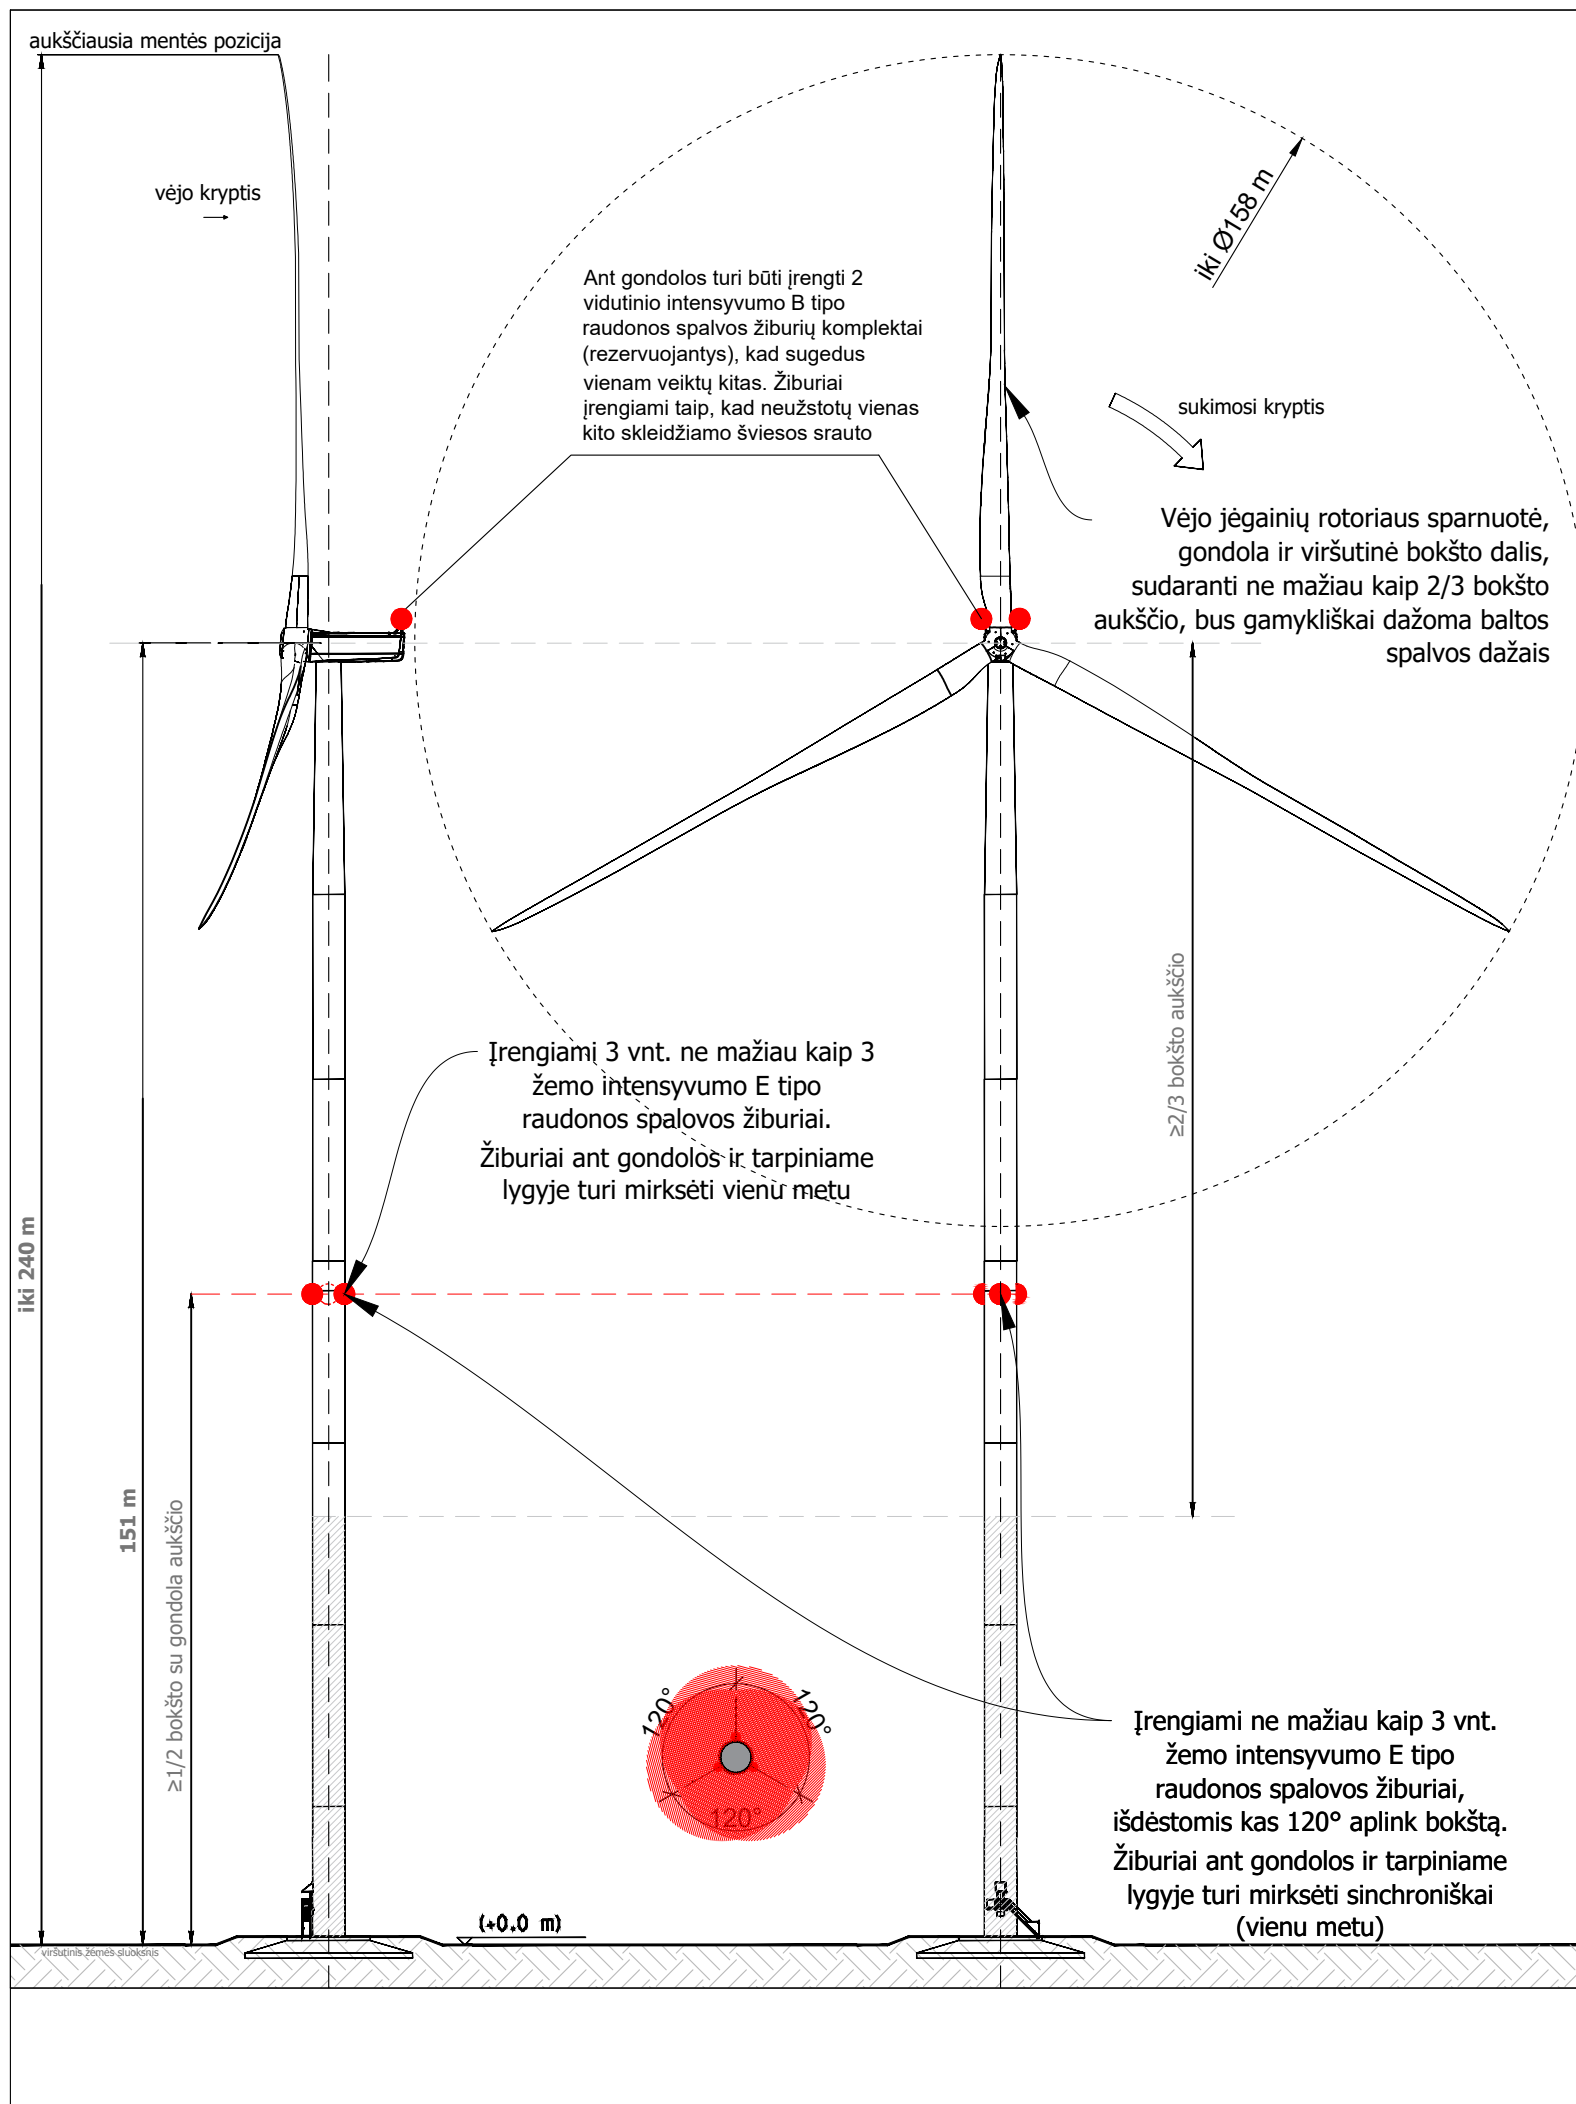 aukščiausia mentės pozicija
vėjo kryptis
iki Ø158 m
Ant gondolos turi būti įrengti 2
vidutinio intensyvumo B tipo
raudonos spalvos žiburių komplektai
(rezervuojantys), kad sugedus
vienam veiktų kitas. Žiburiai
įrengiami taip, kad neužstotų vienas
kito skleidžiamo šviesos srauto
sukimosi kryptis
Vėjo jėgainių rotoriaus sparnuotė,
gondola ir viršutinė bokšto dalis,
sudaranti ne mažiau kaip 2/3 bokšto
aukščio, bus gamykliškai dažoma baltos
spalvos dažais
≥2/3 bokšto aukščio
Įrengiami 3 vnt. ne mažiau kaip 3
žemo intensyvumo E tipo
raudonos spalovos žiburiai.
Žiburiai ant gondolos ir tarpiniame
lygyje turi mirksėti vienu metu
iki 240 m
151 m
≥1/2 bokšto su gondola aukščio
120°
120°
120°
Įrengiami ne mažiau kaip 3 vnt.
žemo intensyvumo E tipo
raudonos spalovos žiburiai,
išdėstomis kas 120° aplink bokštą.
Žiburiai ant gondolos ir tarpiniame
lygyje turi mirksėti sinchroniškai
(vienu metu)
(+0.0 m)
viršutinis žemės sluoksnis